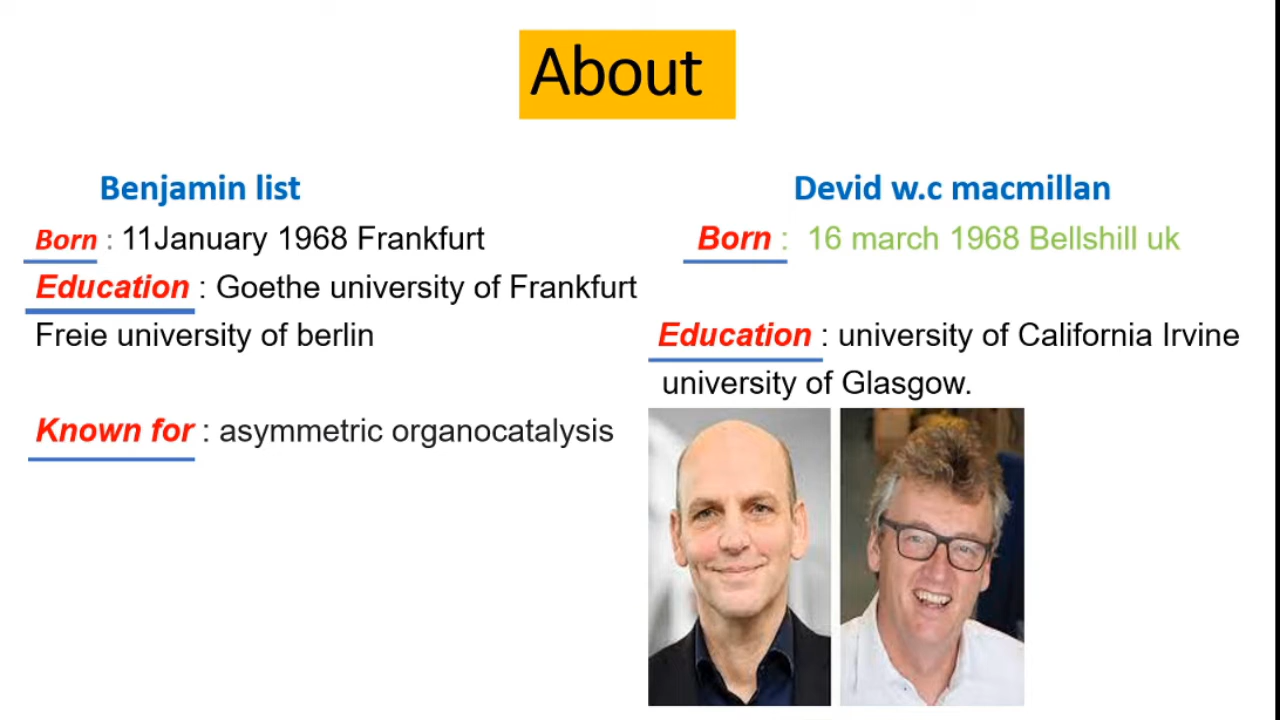 About
Benjamin list
Born : 11January 1968 Frankfurt
Education : Goethe university of Frankfurt
Freie university of berlin
Known for : asymmetric organocatalysis
Devid w.c macmillan
Born : 16 march 1968 Bellshill uk
Education : university of California Irvine
university of Glasgow.